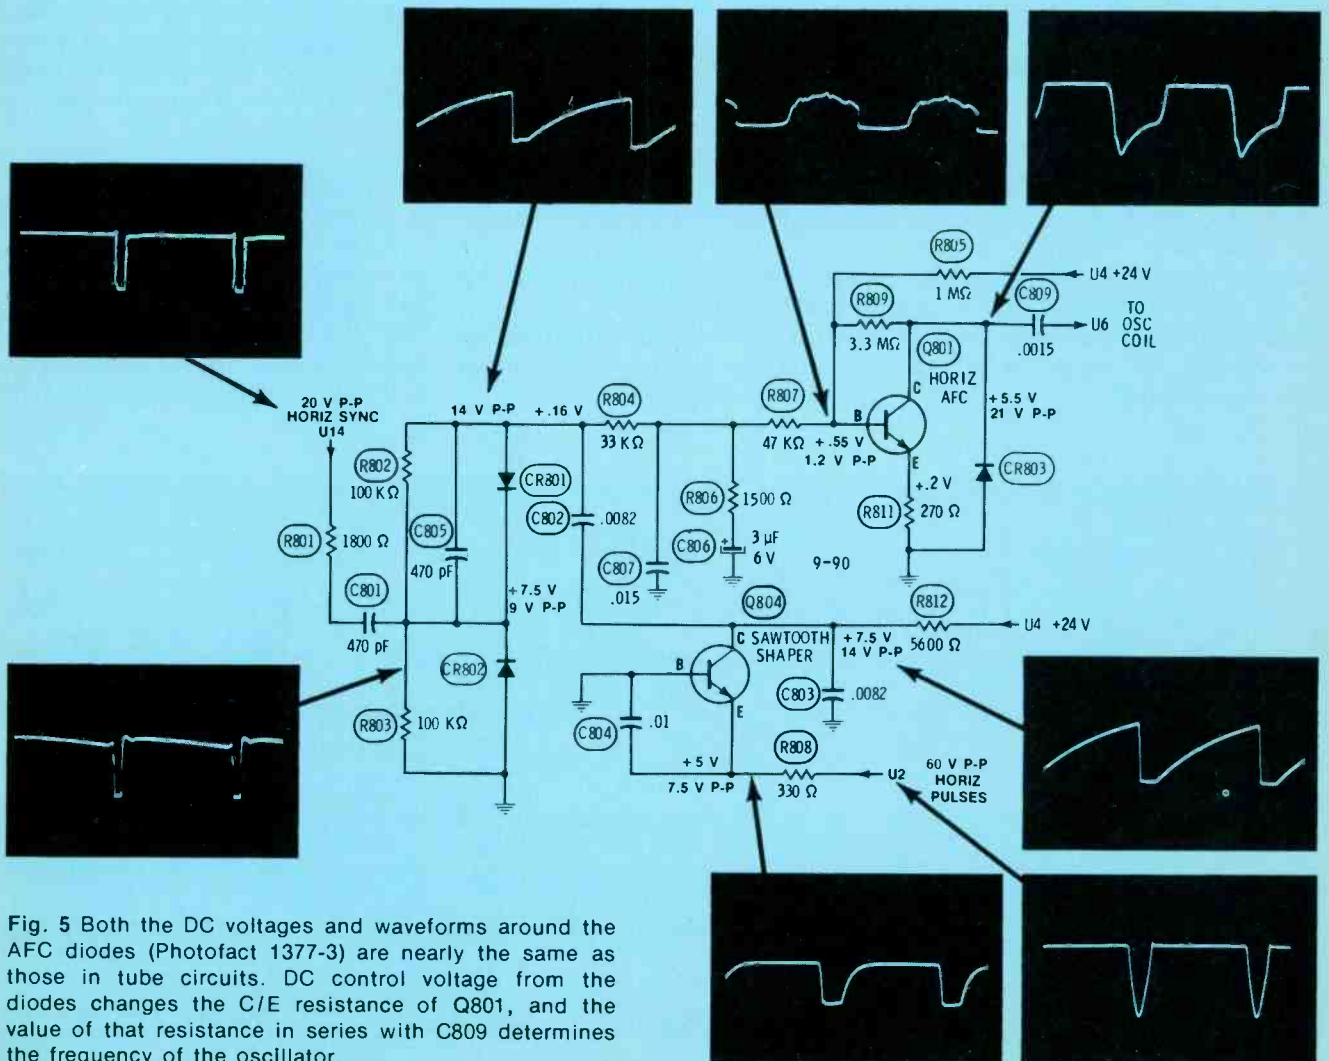 R805
U4 +24 V
1 MΩ
R809
C809
TO
OSC
COIL
U6
3.3 MΩ
.0015
Q801
HORIZ
AFC
20 V P-P
HORIZ SYNC
U14
14 V P-P
+.16 V
R804
33 KΩ
R807
47 KΩ
B
C
E
+.55 V
1.2 V P-P
+5.5 V
21 V P-P
CR803
+.2 V
R811
270 Ω
R802
100 KΩ
CR801
C802
.0082
R806
1500 Ω
R801
1800 Ω
C805
470 pF
C807
.015
C806
+
3 µF
6 V
9-90
C801
470 pF
+7.5 V
9 V P-P
Q804
R812
5600 Ω
U4 +24 V
C SAWTOOTH
SHAPER
+7.5 V
14 V P-P
B
E
CR802
C803
.0082
R803
100 KΩ
C804
.01
R808
330 Ω
+5 V
7.5 V P-P
U2
60 V P-P
HORIZ
PULSES
Fig. 5 Both the DC voltages and waveforms around the
AFC diodes (Photofact 1377-3) are nearly the same as
those in tube circuits. DC control voltage from the
diodes changes the C/E resistance of Q801, and the
value of that resistance in series with C809 determines
the frequency of the oscillator.